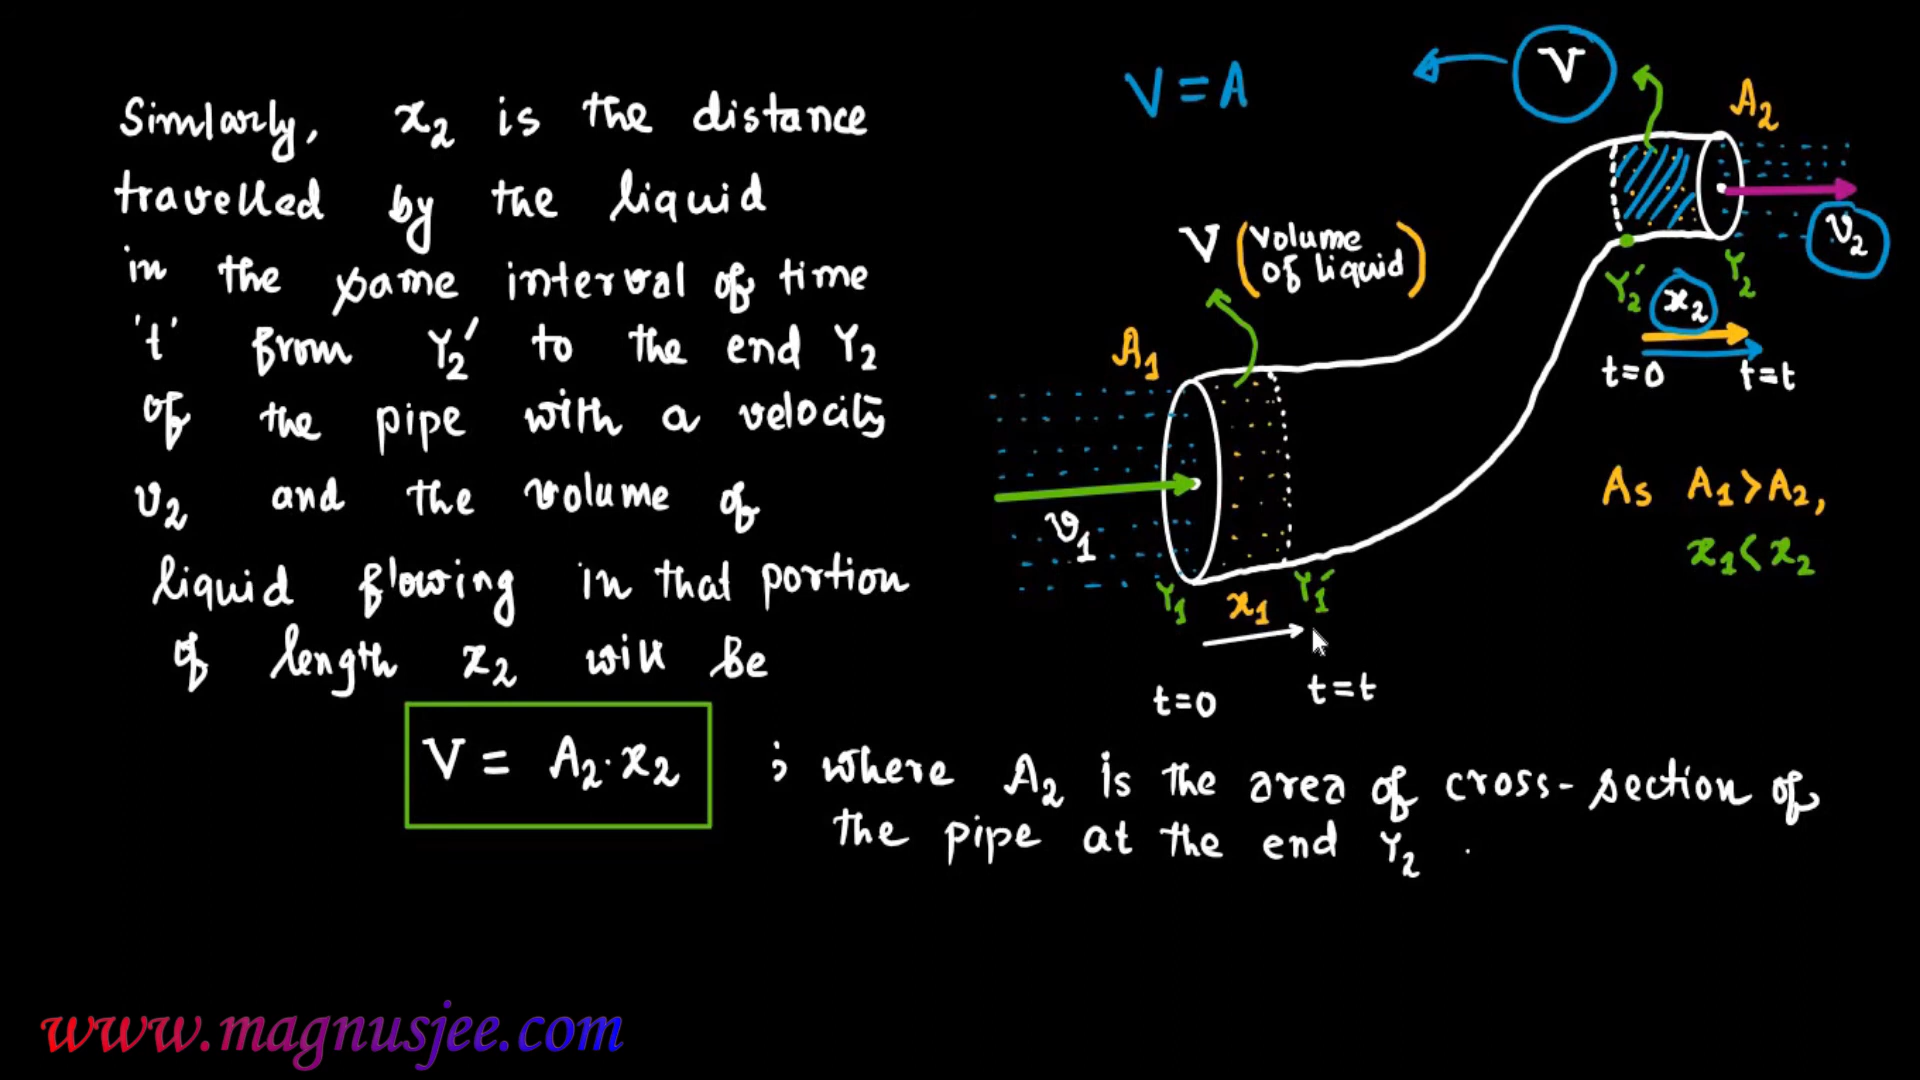 Simlarly, x₂ is the distance
travelled by the liquid
in the same interval of time
't' from Y₂' to the end Y₂
of the pipe with a velocity
v₂ and the volume of
liquid flowing in that portion
of length x₂ will be
V = A₂·x₂ ; where A₂ is the area of cross-section of
the pipe at the end Y₂ .
V = A
V
A₂
v₂
Y₂' Y₂
x₂
t=0 t=t
V (volume
of liquid)
A₁
v₁
Y₁ x₁ Y₁'
t=0 t=t
As A₁>A₂,
x₁<x₂
www.magnusjee.com